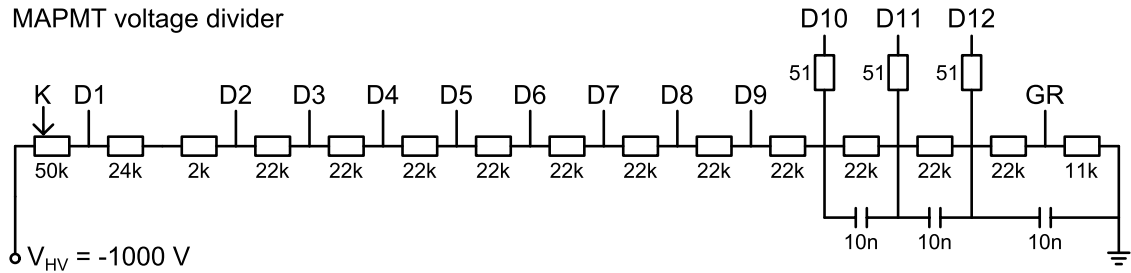 MAPMT voltage divider
D10 D11 D12
51 51 51
K D1 D2 D3 D4 D5 D6 D7 D8 D9 GR
50k 24k 2k 22k 22k 22k 22k 22k 22k 22k 22k 22k 22k 22k 11k
10n 10n 10n
V_HV = -1000 V